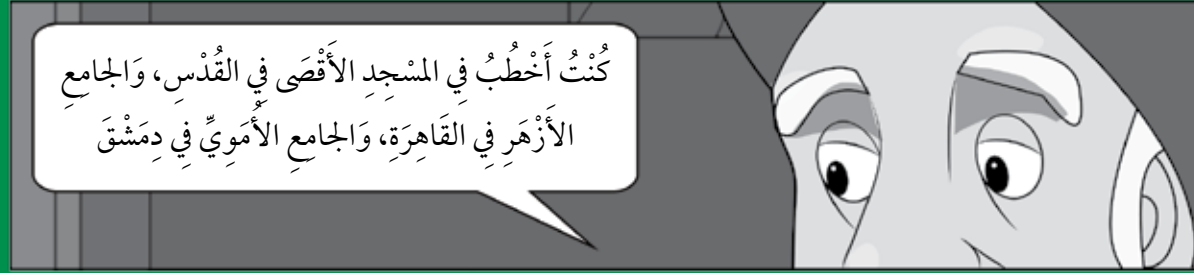 كُنْتُ أَخْطُبُ فِي المسْجِدِ الأَقْصَى فِي القُدْسِ، وَالجامِعِ
الأَزْهَرِ فِي القَاهِرَةِ، وَالجامِعِ الأُمَوِيِّ فِي دِمَشْقَ